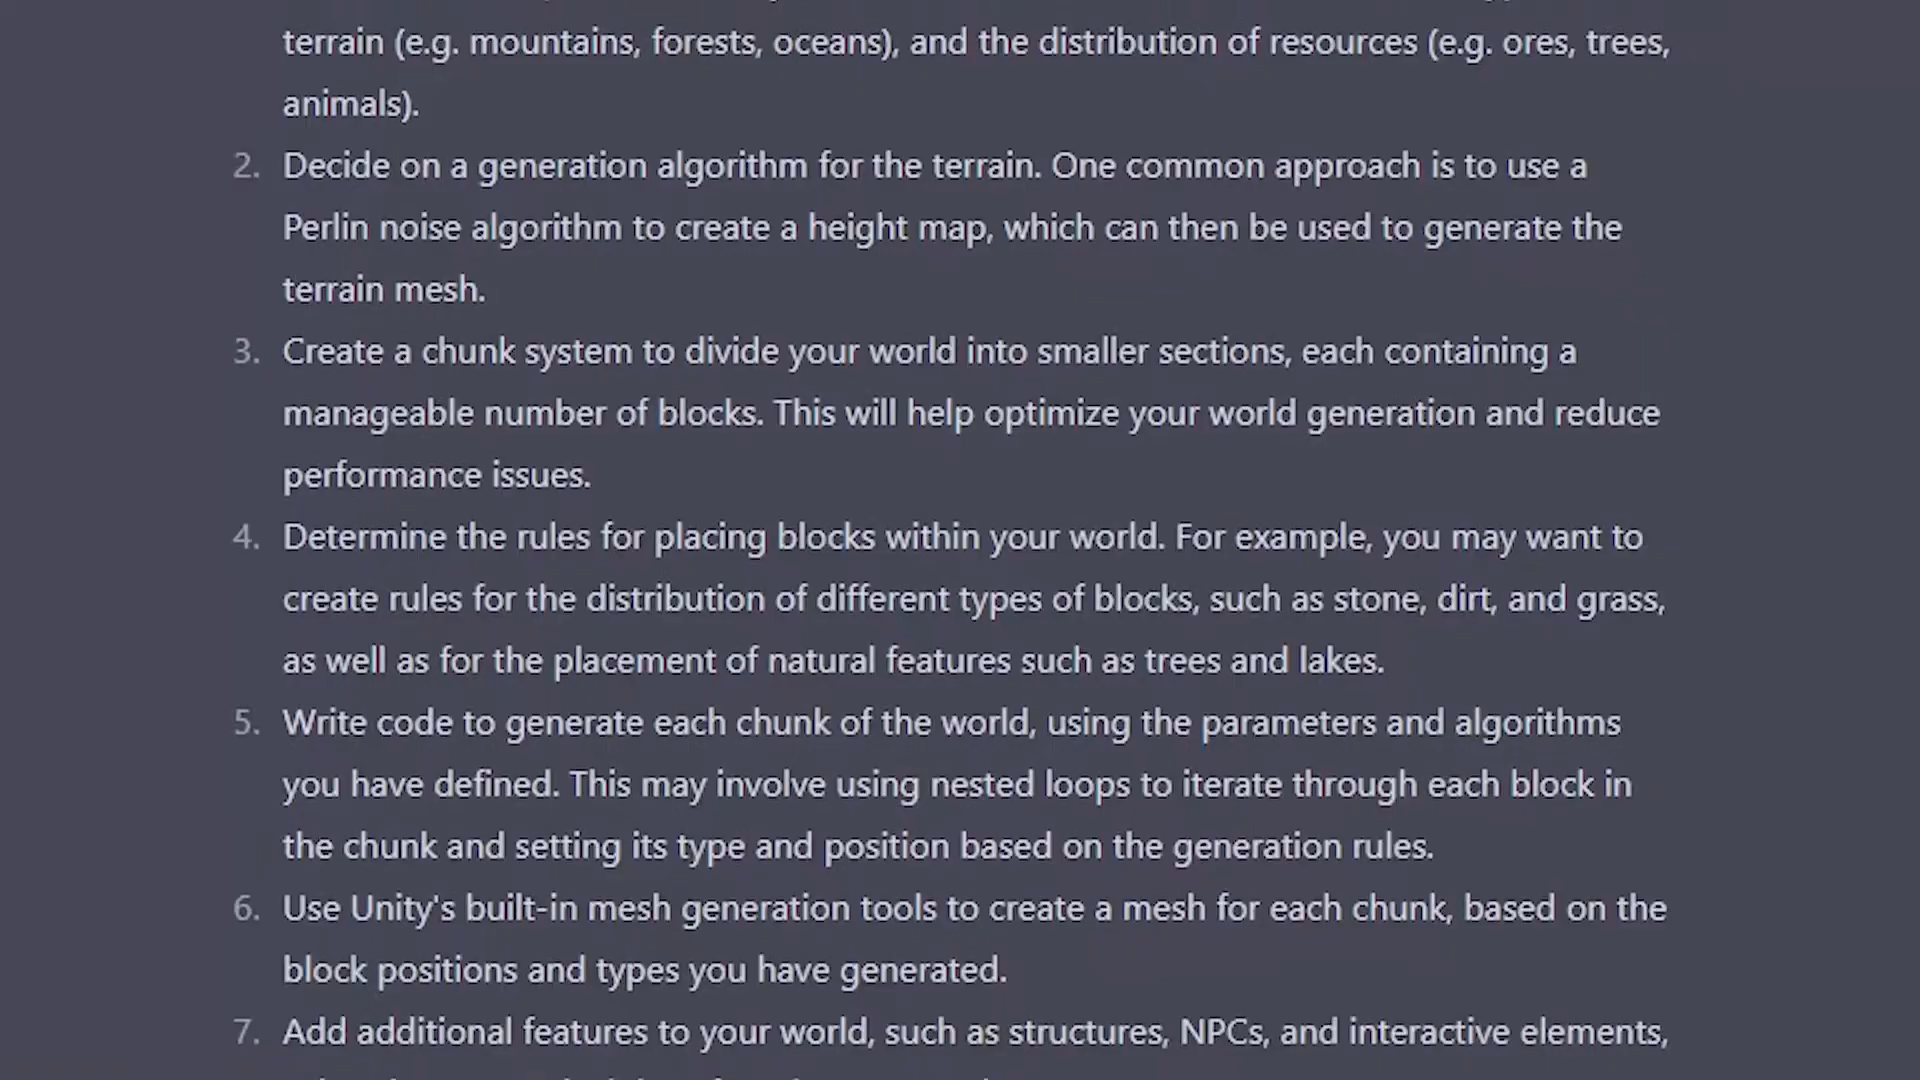 terrain (e.g. mountains, forests, oceans), and the distribution of resources (e.g. ores, trees,
animals).
2. Decide on a generation algorithm for the terrain. One common approach is to use a
Perlin noise algorithm to create a height map, which can then be used to generate the
terrain mesh.
3. Create a chunk system to divide your world into smaller sections, each containing a
manageable number of blocks. This will help optimize your world generation and reduce
performance issues.
4. Determine the rules for placing blocks within your world. For example, you may want to
create rules for the distribution of different types of blocks, such as stone, dirt, and grass,
as well as for the placement of natural features such as trees and lakes.
5. Write code to generate each chunk of the world, using the parameters and algorithms
you have defined. This may involve using nested loops to iterate through each block in
the chunk and setting its type and position based on the generation rules.
6. Use Unity's built-in mesh generation tools to create a mesh for each chunk, based on the
block positions and types you have generated.
7. Add additional features to your world, such as structures, NPCs, and interactive elements,